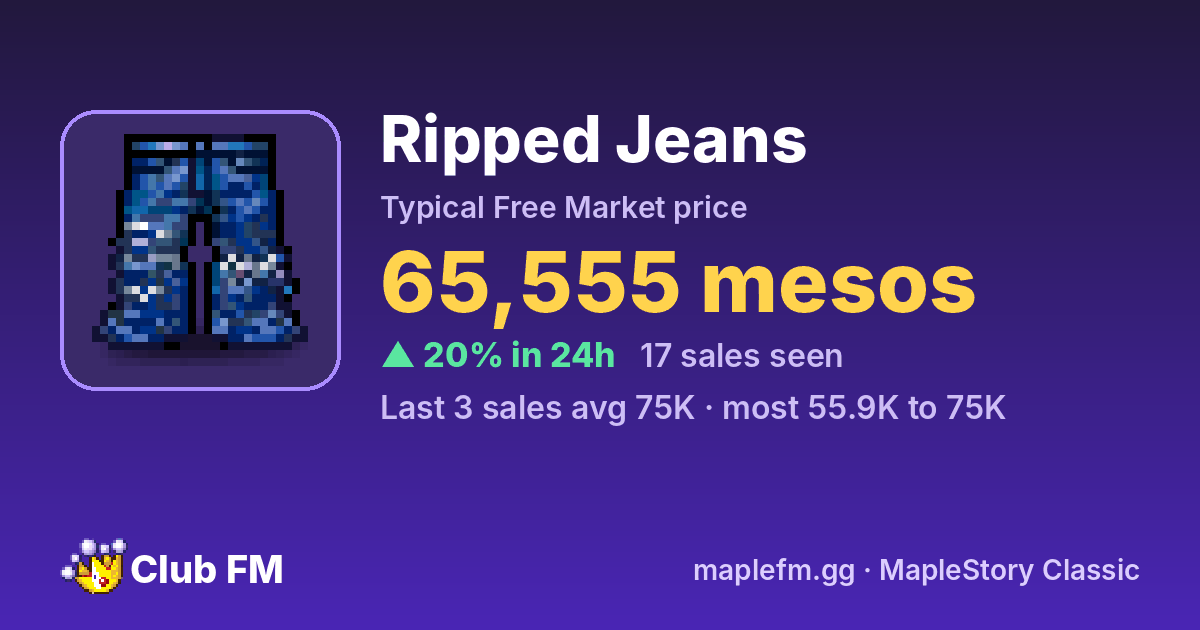 Ripped Jeans
Typical Free Market price
65,555 mesos
▲ 20% in 24h 17 sales seen
Last 3 sales avg 75K · most 55.9K to 75K
Club FM
maplefm.gg · MapleStory Classic